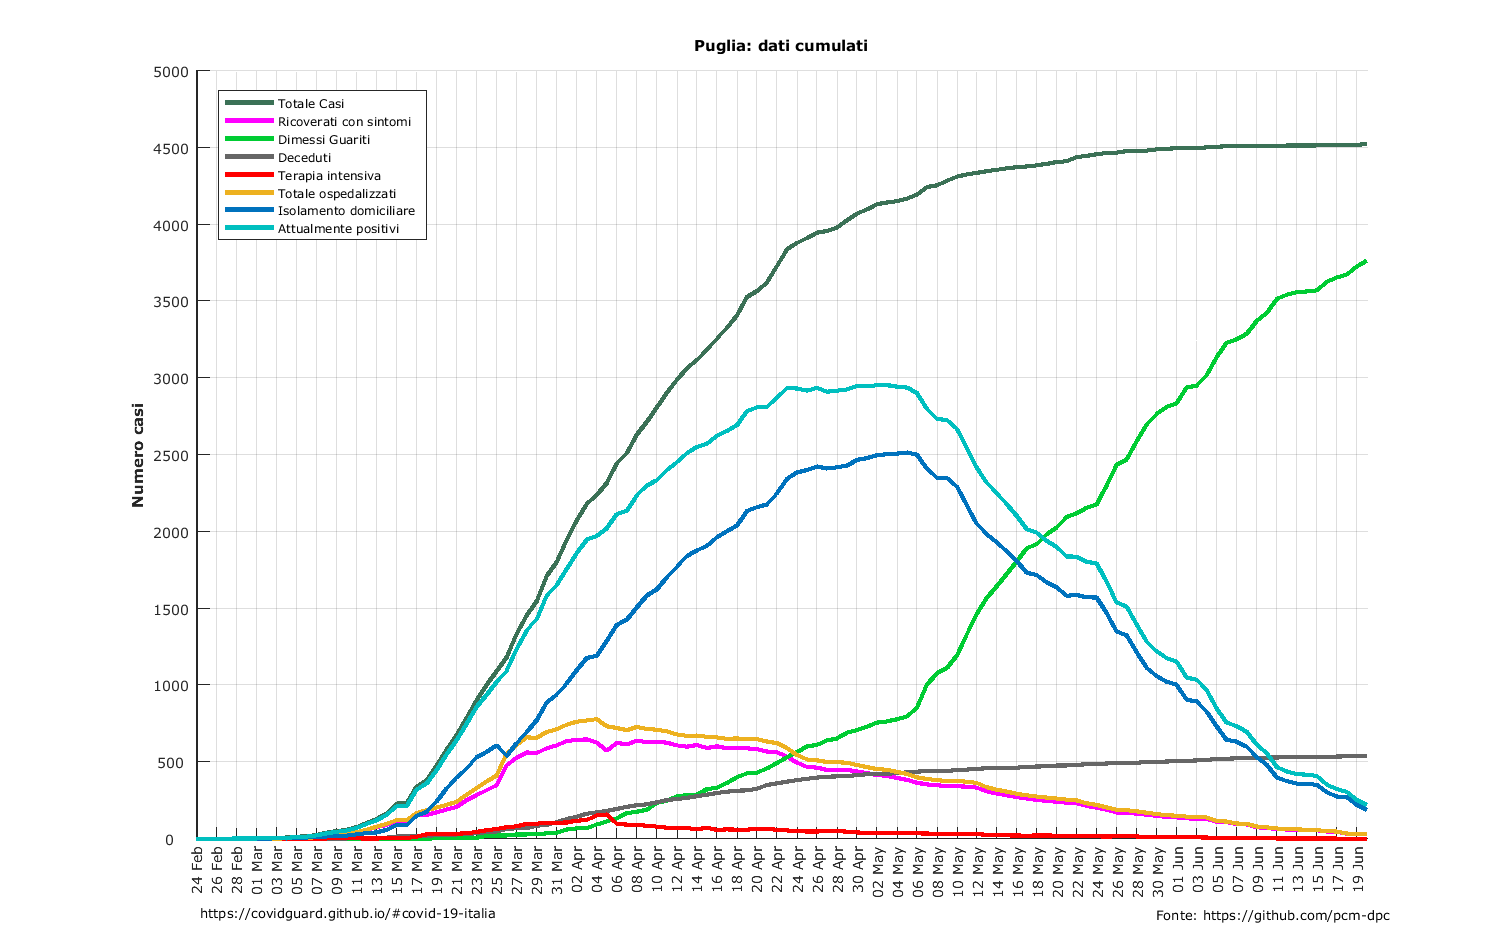 Puglia: dati cumulati
Numero casi
5000
4500
4000
3500
3000
2500
2000
1500
1000
500
0
Totale Casi
Ricoverati con sintomi
Dimessi Guariti
Deceduti
Terapia intensiva
Totale ospedalizzati
Isolamento domiciliare
Attualmente positivi
24 Feb
26 Feb
28 Feb
01 Mar
03 Mar
05 Mar
07 Mar
09 Mar
11 Mar
13 Mar
15 Mar
17 Mar
19 Mar
21 Mar
23 Mar
25 Mar
27 Mar
29 Mar
31 Mar
02 Apr
04 Apr
06 Apr
08 Apr
10 Apr
12 Apr
14 Apr
16 Apr
18 Apr
20 Apr
22 Apr
24 Apr
26 Apr
28 Apr
30 Apr
02 May
04 May
06 May
08 May
10 May
12 May
14 May
16 May
18 May
20 May
22 May
24 May
26 May
28 May
30 May
01 Jun
03 Jun
05 Jun
07 Jun
09 Jun
11 Jun
13 Jun
15 Jun
17 Jun
19 Jun
https://covidguard.github.io/#covid-19-italia
Fonte: https://github.com/pcm-dpc